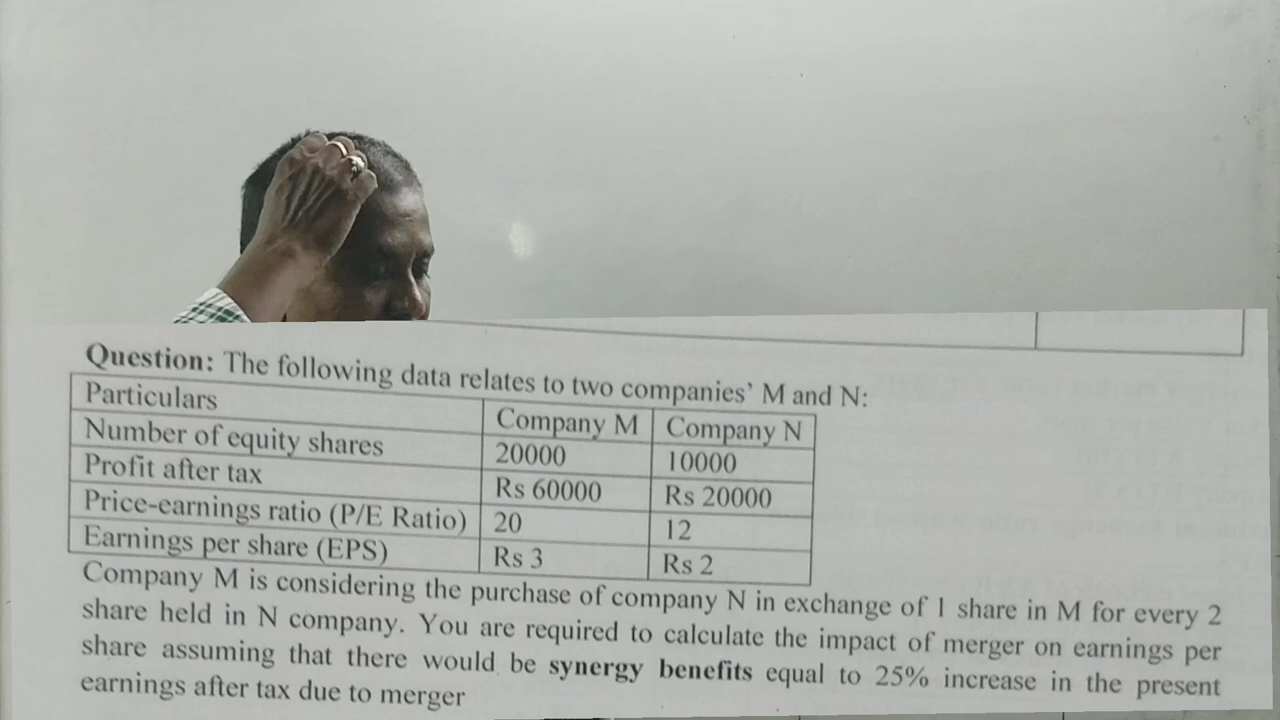 Question: The following data relates to two companies' M and N:
Particulars Company M Company N
Number of equity shares 20000 10000
Profit after tax Rs 60000 Rs 20000
Price-earnings ratio (P/E Ratio) 20 12
Earnings per share (EPS) Rs 3 Rs 2
Company M is considering the purchase of company N in exchange of 1 share in M for every 2
share held in N company. You are required to calculate the impact of merger on earnings per
share assuming that there would be synergy benefits equal to 25% increase in the present
earnings after tax due to merger